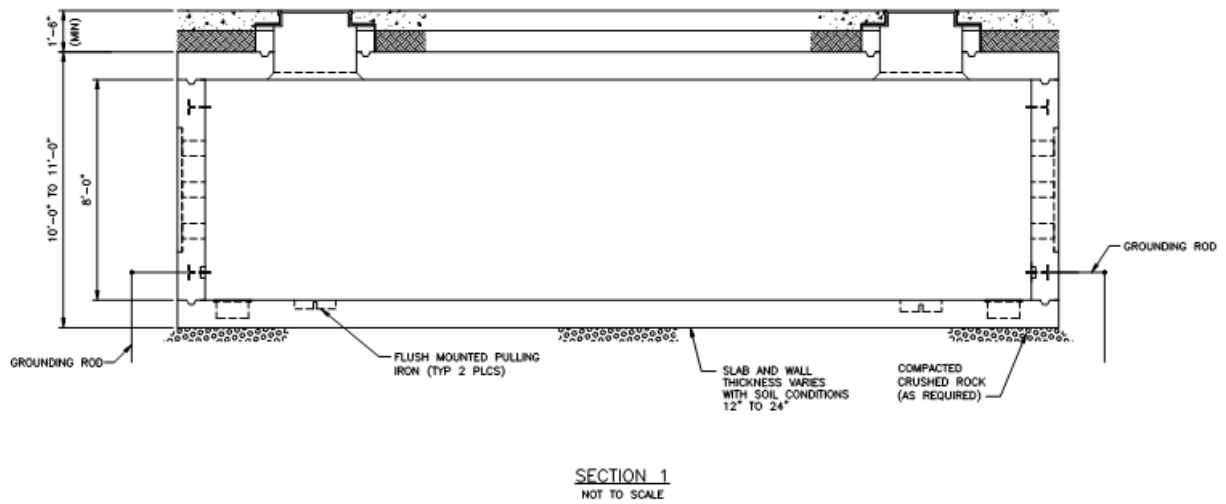 1'-6"
(MIN)
10'-0" TO 11'-0"
8'-0"
GROUNDING ROD
GROUNDING ROD
FLUSH MOUNTED PULLING
IRON (TYP 2 PLCS)
SLAB AND WALL
THICKNESS VARIES
WITH SOIL CONDITIONS
12" TO 24"
COMPACTED
CRUSHED ROCK
(AS REQUIRED)
SECTION 1
NOT TO SCALE